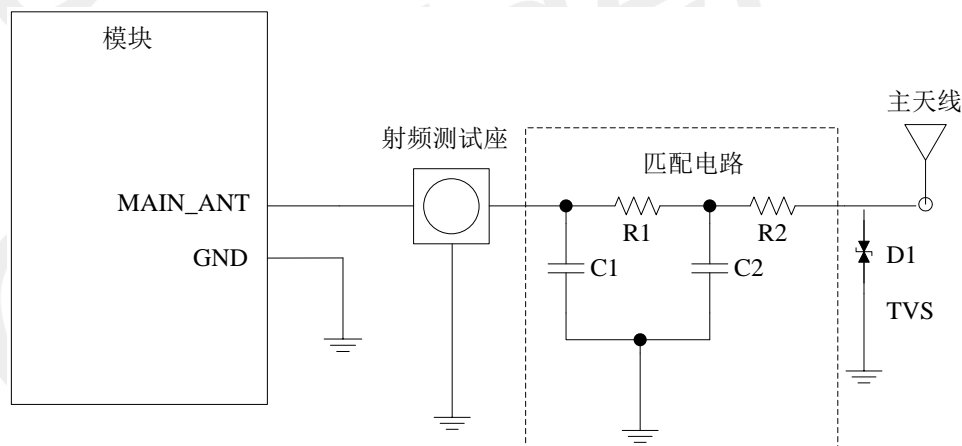 模块
主天线
射频测试座
匹配电路
MAIN_ANT
R1
R2
GND
C1
C2
D1
TVS